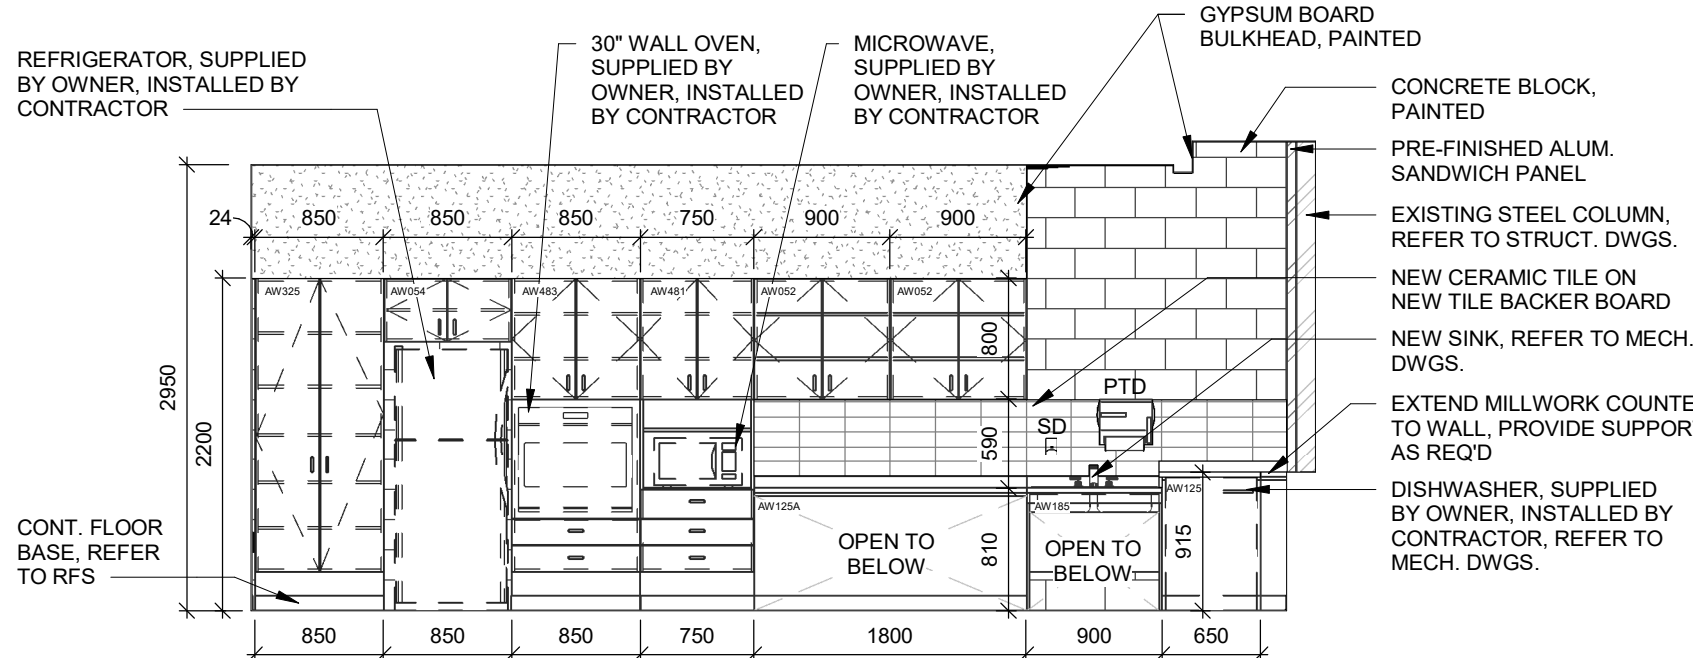 GYPSUM BOARD
BULKHEAD, PAINTED
REFRIGERATOR, SUPPLIED
BY OWNER, INSTALLED BY
CONTRACTOR
30" WALL OVEN,
SUPPLIED BY
OWNER, INSTALLED
BY CONTRACTOR
MICROWAVE,
SUPPLIED BY
OWNER, INSTALLED
BY CONTRACTOR
CONCRETE BLOCK,
PAINTED
PRE-FINISHED ALUM.
SANDWICH PANEL
EXISTING STEEL COLUMN,
REFER TO STRUCT. DWGS.
NEW CERAMIC TILE ON
NEW TILE BACKER BOARD
NEW SINK, REFER TO MECH.
DWGS.
EXTEND MILLWORK COUNTE
TO WALL, PROVIDE SUPPOR
AS REQ'D
DISHWASHER, SUPPLIED
BY OWNER, INSTALLED BY
CONTRACTOR, REFER TO
MECH. DWGS.
24 850 850 850 750 900 900
AW325 AW054 AW483 AW481 AW052 AW052
2950
2200
800
590
810
915
PTD
SD
AW125A
AW185
AW125
OPEN TO
BELOW
OPEN TO
BELOW
CONT. FLOOR
BASE, REFER
TO RFS
850 850 850 750 1800 900 650